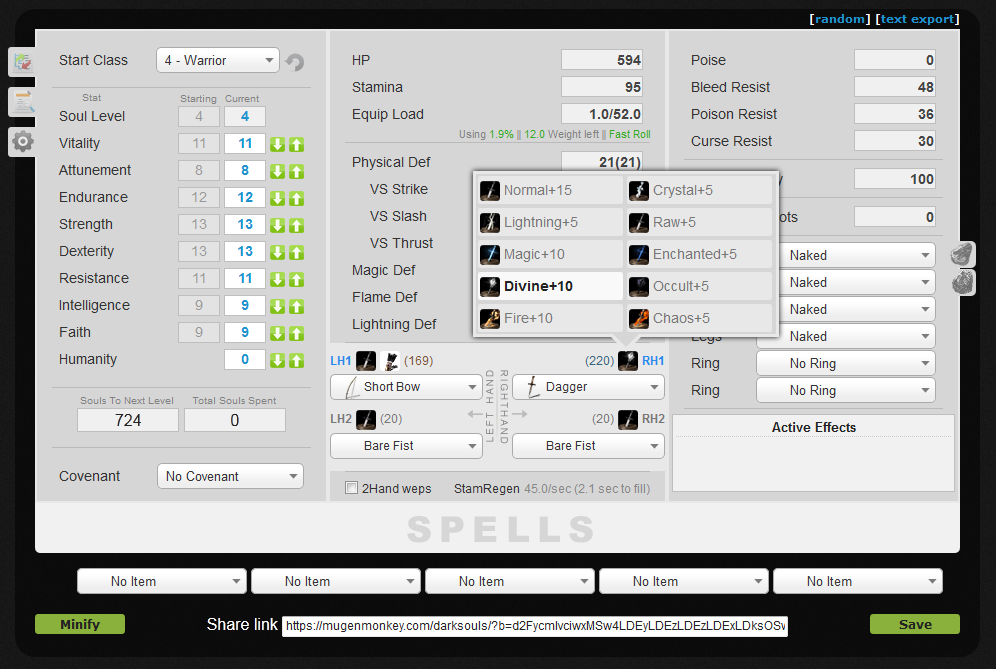 [random] [text export]
Start Class 4 - Warrior
Stat Starting Current
Soul Level 4 4
Vitality 11 11
Attunement 8 8
Endurance 12 12
Strength 13 13
Dexterity 13 13
Resistance 11 11
Intelligence 9 9
Faith 9 9
Humanity 0
Souls To Next Level Total Souls Spent
724 0
Covenant No Covenant
HP 594
Stamina 95
Equip Load 1.0/52.0
Using 1.9% || 12.0 Weight left || Fast Roll
Physical Def 21(21)
VS Strike
VS Slash
VS Thrust
Magic Def
Flame Def
Lightning Def
Normal+15 Crystal+5
Lightning+5 Raw+5
Magic+10 Enchanted+5
Divine+10 Occult+5
Fire+10 Chaos+5
LH1 (169) (220) RH1
Short Bow Dagger
LH2 (20) (20) RH2
Bare Fist Bare Fist
LEFT HAND
RIGHT HAND
2Hand weps StamRegen 45.0/sec (2.1 sec to fill)
Poise 0
Bleed Resist 48
Poison Resist 36
Curse Resist 30
100
0
Naked
Naked
Naked
Legs Naked
Ring No Ring
Ring No Ring
Active Effects
SPELLS
No Item No Item No Item No Item No Item
Minify Share link https://mugenmonkey.com/darksouls/?b=d2FycmlvciwxMSw4LDEyLDEzLDEzLDExLDksOSw Save